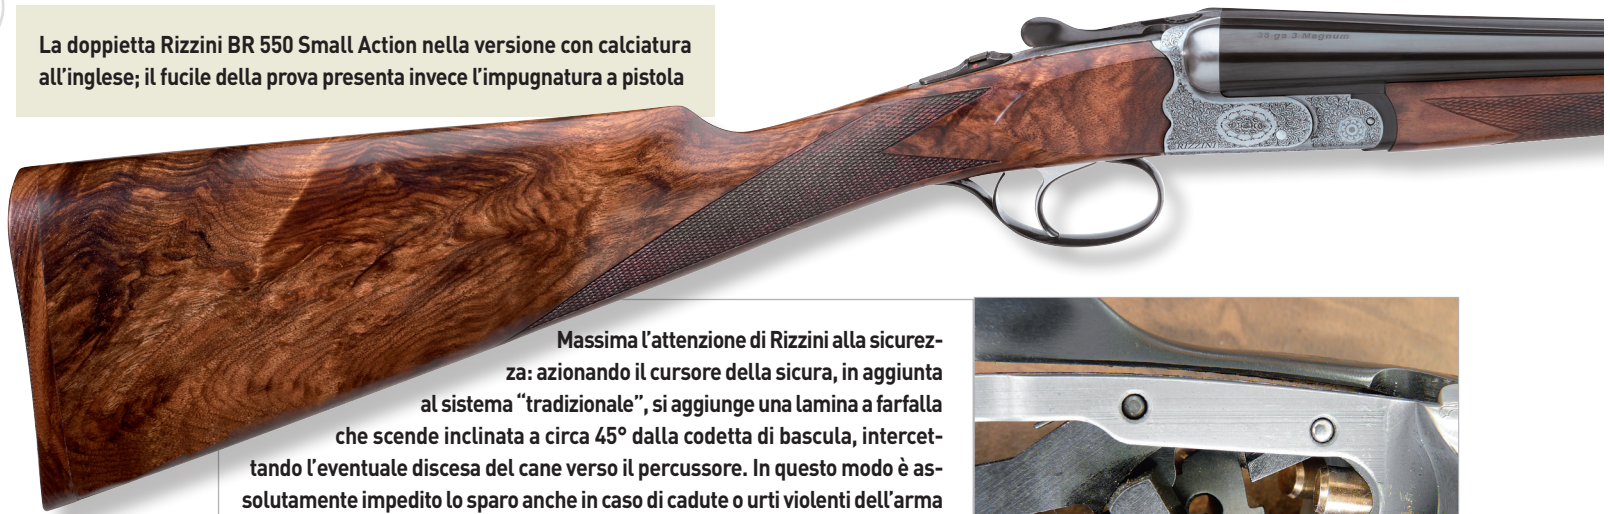 La doppietta Rizzini BR 550 Small Action nella versione con calciatura
all’inglese; il fucile della prova presenta invece l’impugnatura a pistola
28 ga 3 Magnum
RIZZINI
Massima l’attenzione di Rizzini alla sicurez-
za: azionando il cursore della sicura, in aggiunta
al sistema “tradizionale”, si aggiunge una lamina a farfalla
che scende inclinata a circa 45° dalla codetta di bascula, intercet-
tando l’eventuale discesa del cane verso il percussore. In questo modo è as-
solutamente impedito lo sparo anche in caso di cadute o urti violenti dell’arma